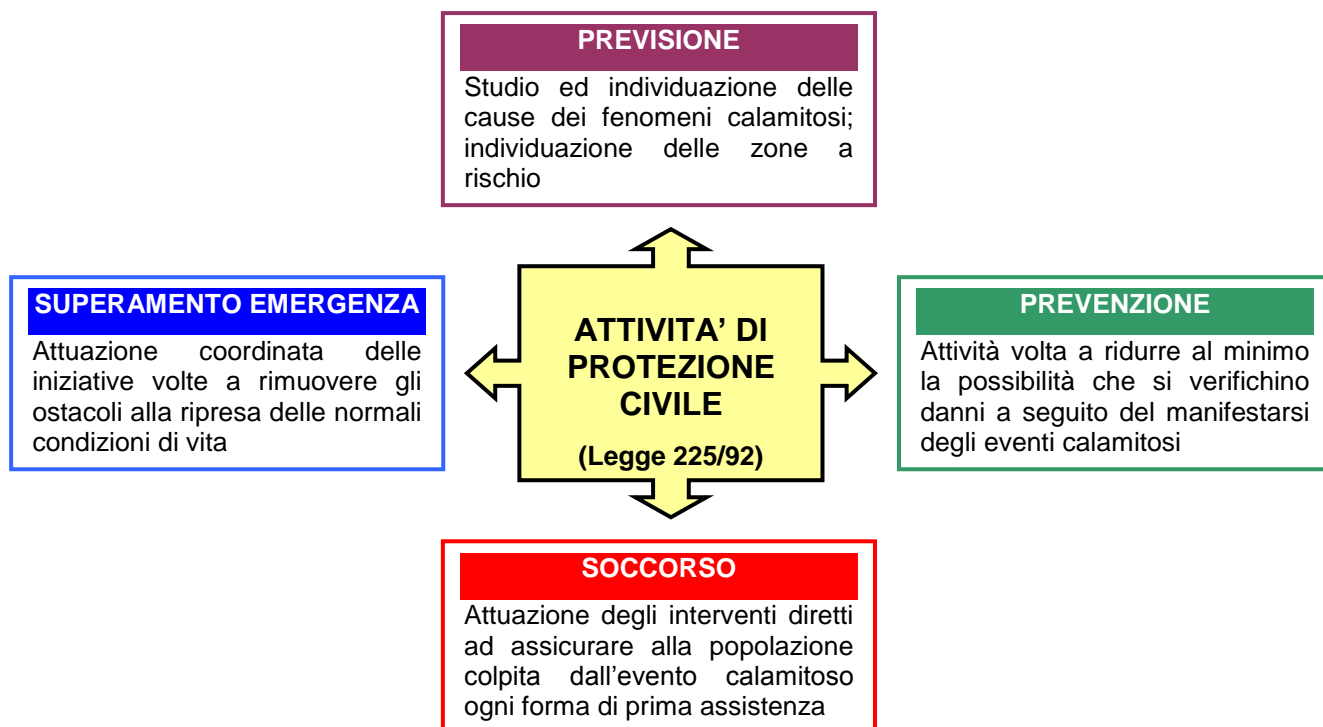 PREVISIONE
Studio ed individuazione delle
cause dei fenomeni calamitosi;
individuazione delle zone a
rischio
SUPERAMENTO EMERGENZA
Attuazione coordinata delle
iniziative volte a rimuovere gli
ostacoli alla ripresa delle normali
condizioni di vita
ATTIVITA’ DI
PROTEZIONE
CIVILE
(Legge 225/92)
PREVENZIONE
Attività volta a ridurre al minimo
la possibilità che si verifichino
danni a seguito del manifestarsi
degli eventi calamitosi
SOCCORSO
Attuazione degli interventi diretti
ad assicurare alla popolazione
colpita dall’evento calamitoso
ogni forma di prima assistenza